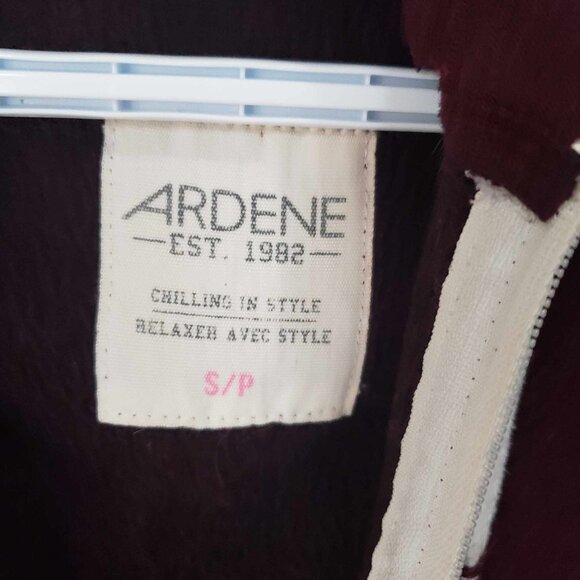 ARDENE
EST. 1982
CHILLING IN STYLE
RELAXER AVEC STYLE
S/P